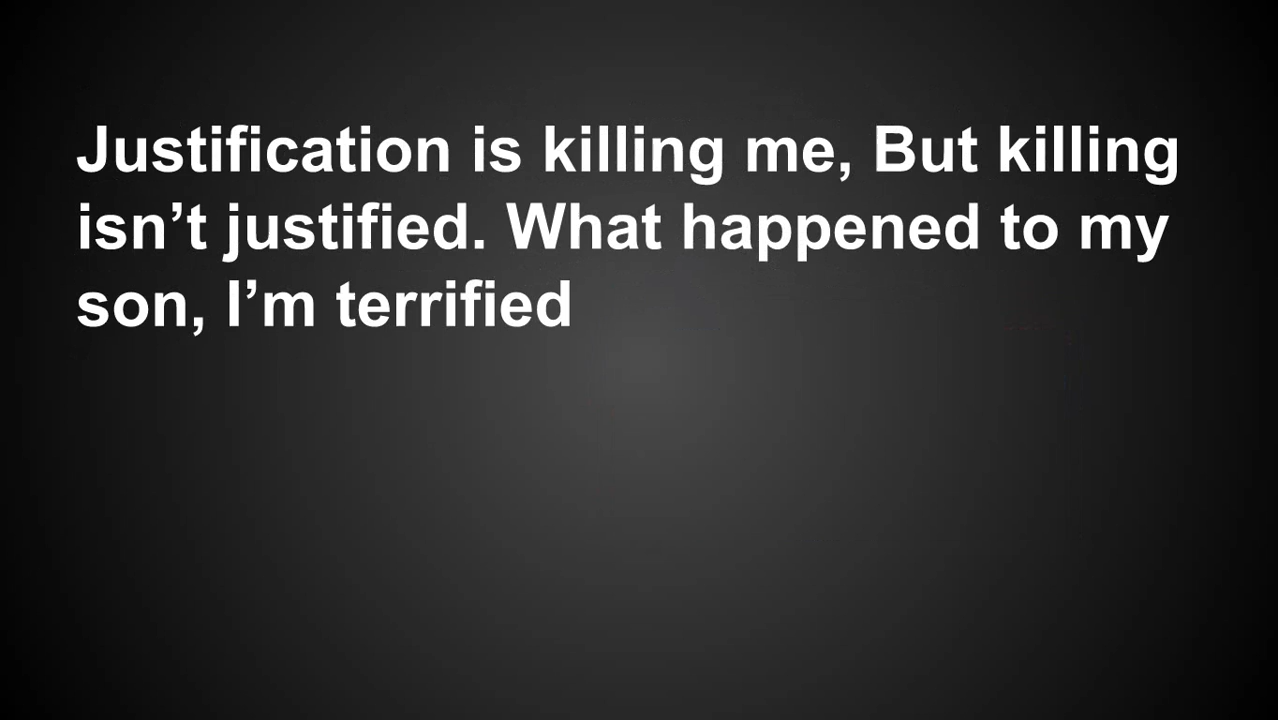 Justification is killing me, But killing
isn’t justified. What happened to my
son, I’m terrified